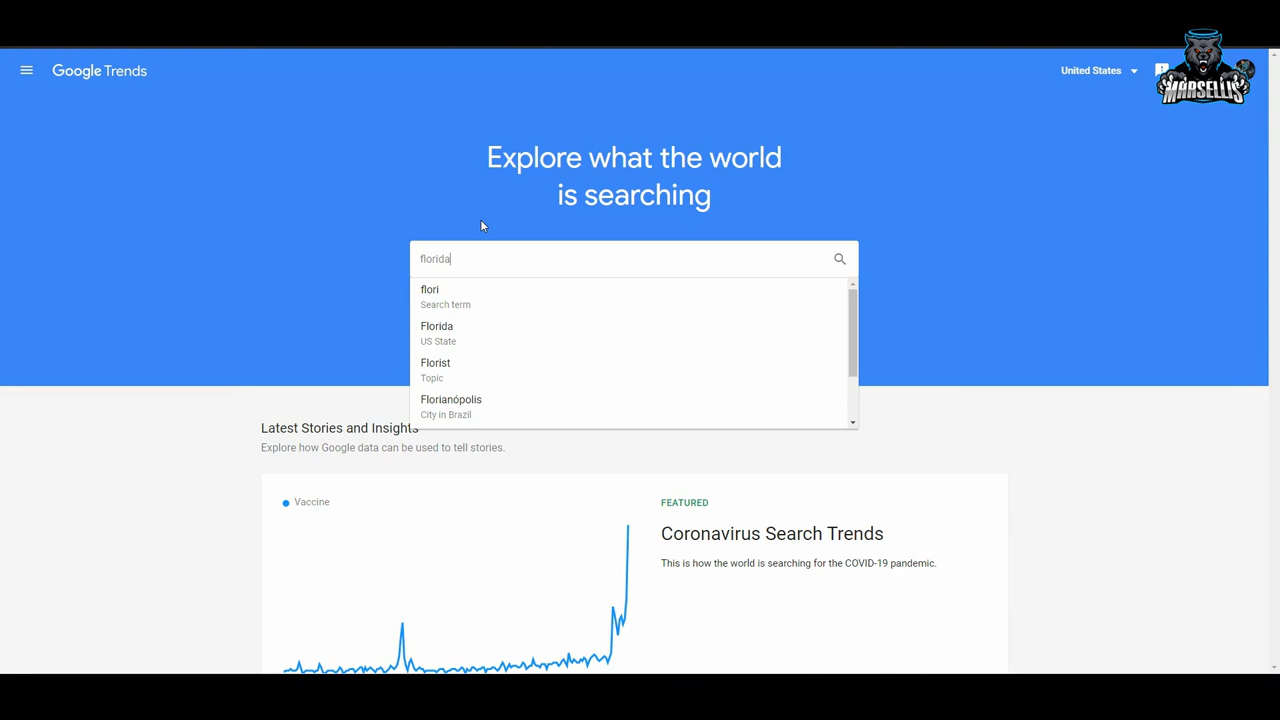 Google Trends
United States
MARSELLIS
Explore what the world
is searching
florida
flori
Search term
Florida
US State
Florist
Topic
Florianópolis
City in Brazil
Latest Stories and Insights
Explore how Google data can be used to tell stories.
Vaccine
FEATURED
Coronavirus Search Trends
This is how the world is searching for the COVID-19 pandemic.